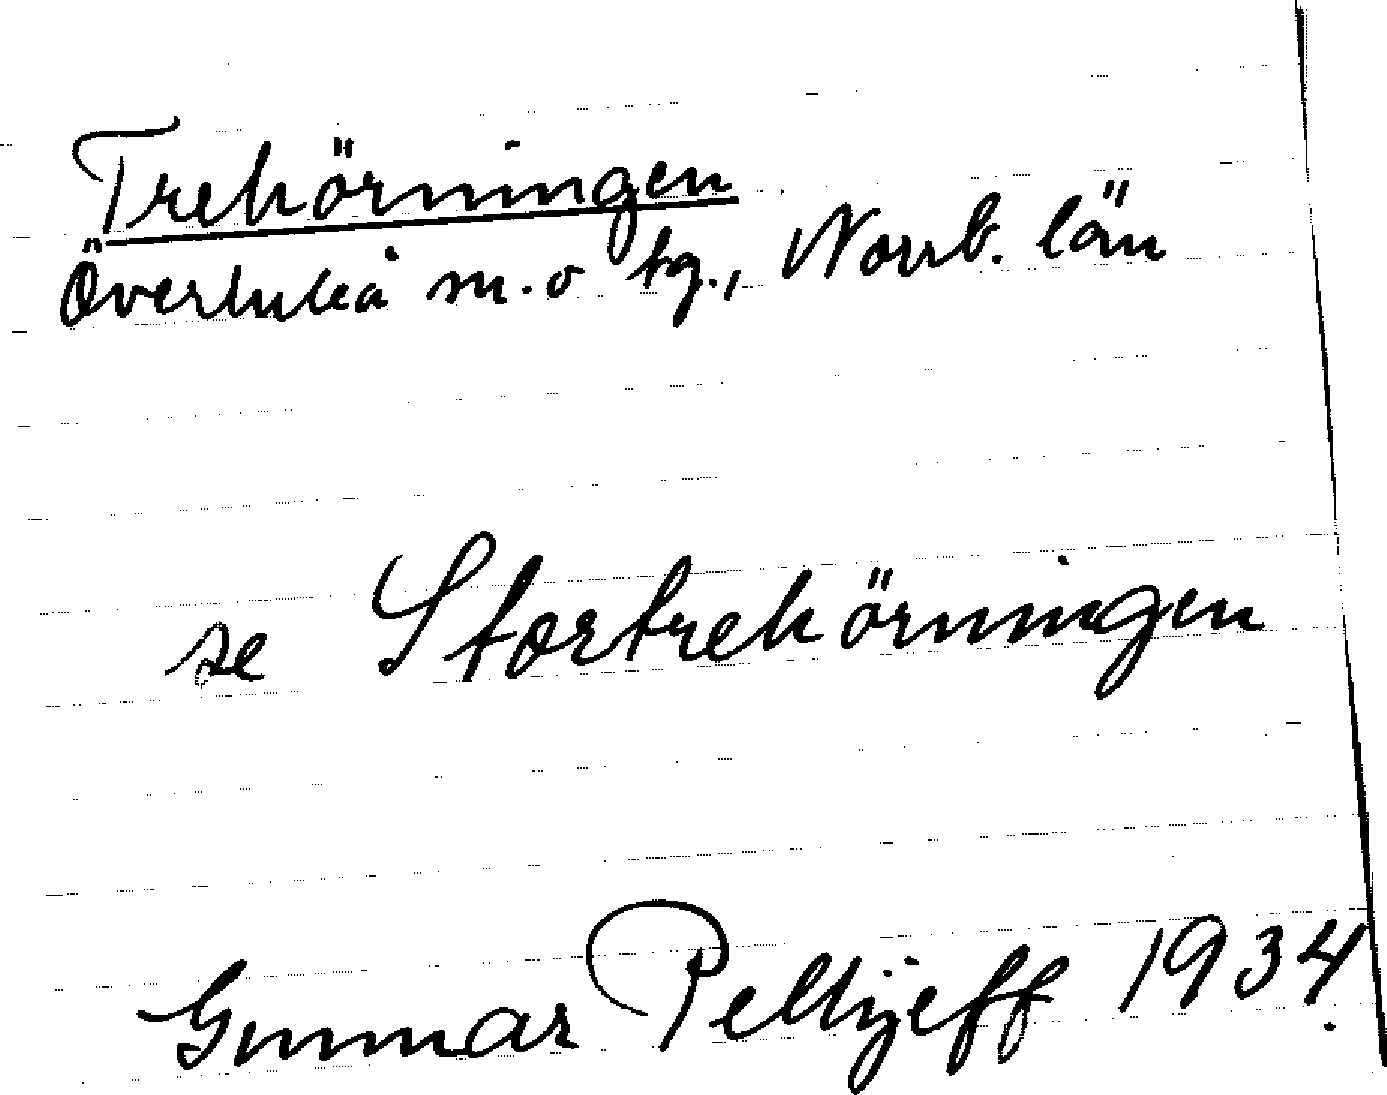 Trehörningen
Överluleå m. o tg., Norrb. län
se Stortrehörningen
Gunnar Pellijeff 1934.